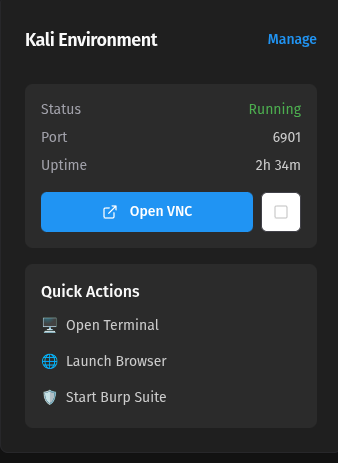 Kali Environment Manage
Status Running
Port 6901
Uptime 2h 34m
Open VNC
Quick Actions
Open Terminal
Launch Browser
Start Burp Suite